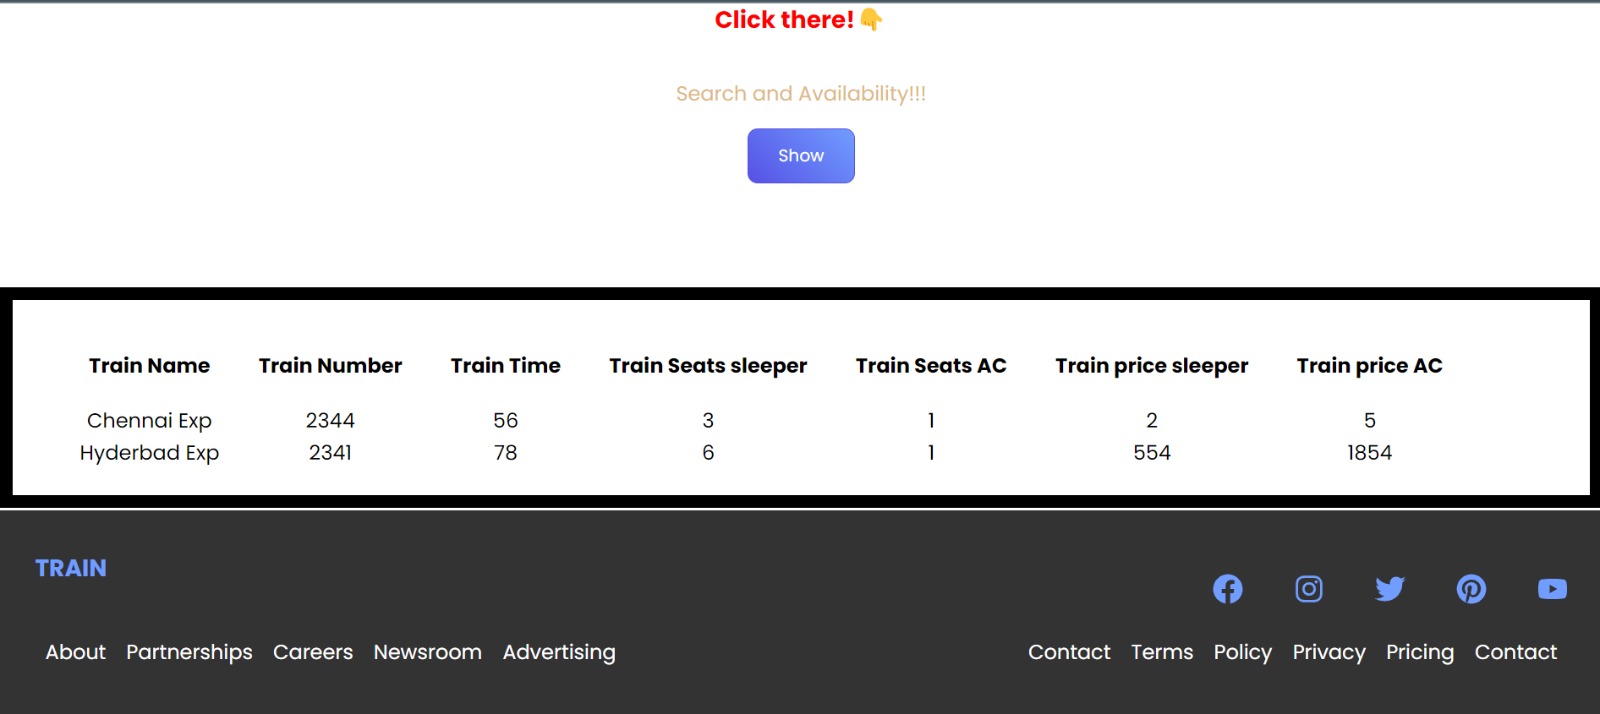 Click there! 👇
Search and Availability!!!
Show
Train Name Train Number Train Time Train Seats sleeper Train Seats AC Train price sleeper Train price AC
Chennai Exp 2344 56 3 1 2 5
Hyderbad Exp 2341 78 6 1 554 1854
TRAIN
About Partnerships Careers Newsroom Advertising Contact Terms Policy Privacy Pricing Contact